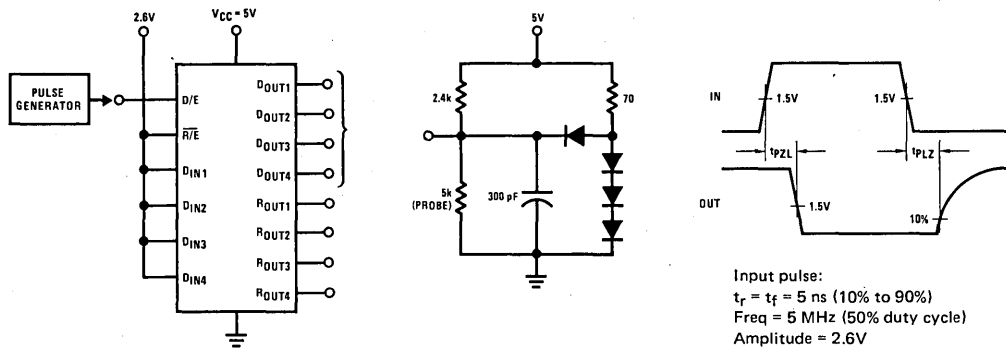 2.6V
VCC = 5V
PULSE
GENERATOR
D/E
R/E
DIN1
DIN2
DIN3
DIN4
DOUT1
DOUT2
DOUT3
DOUT4
ROUT1
ROUT2
ROUT3
ROUT4
5V
2.4k
70
5k
(PROBE)
300 pF
IN
1.5V
1.5V
tPZL
tPLZ
OUT
1.5V
10%
Input pulse:
tr = tf = 5 ns (10% to 90%)
Freq = 5 MHz (50% duty cycle)
Amplitude = 2.6V